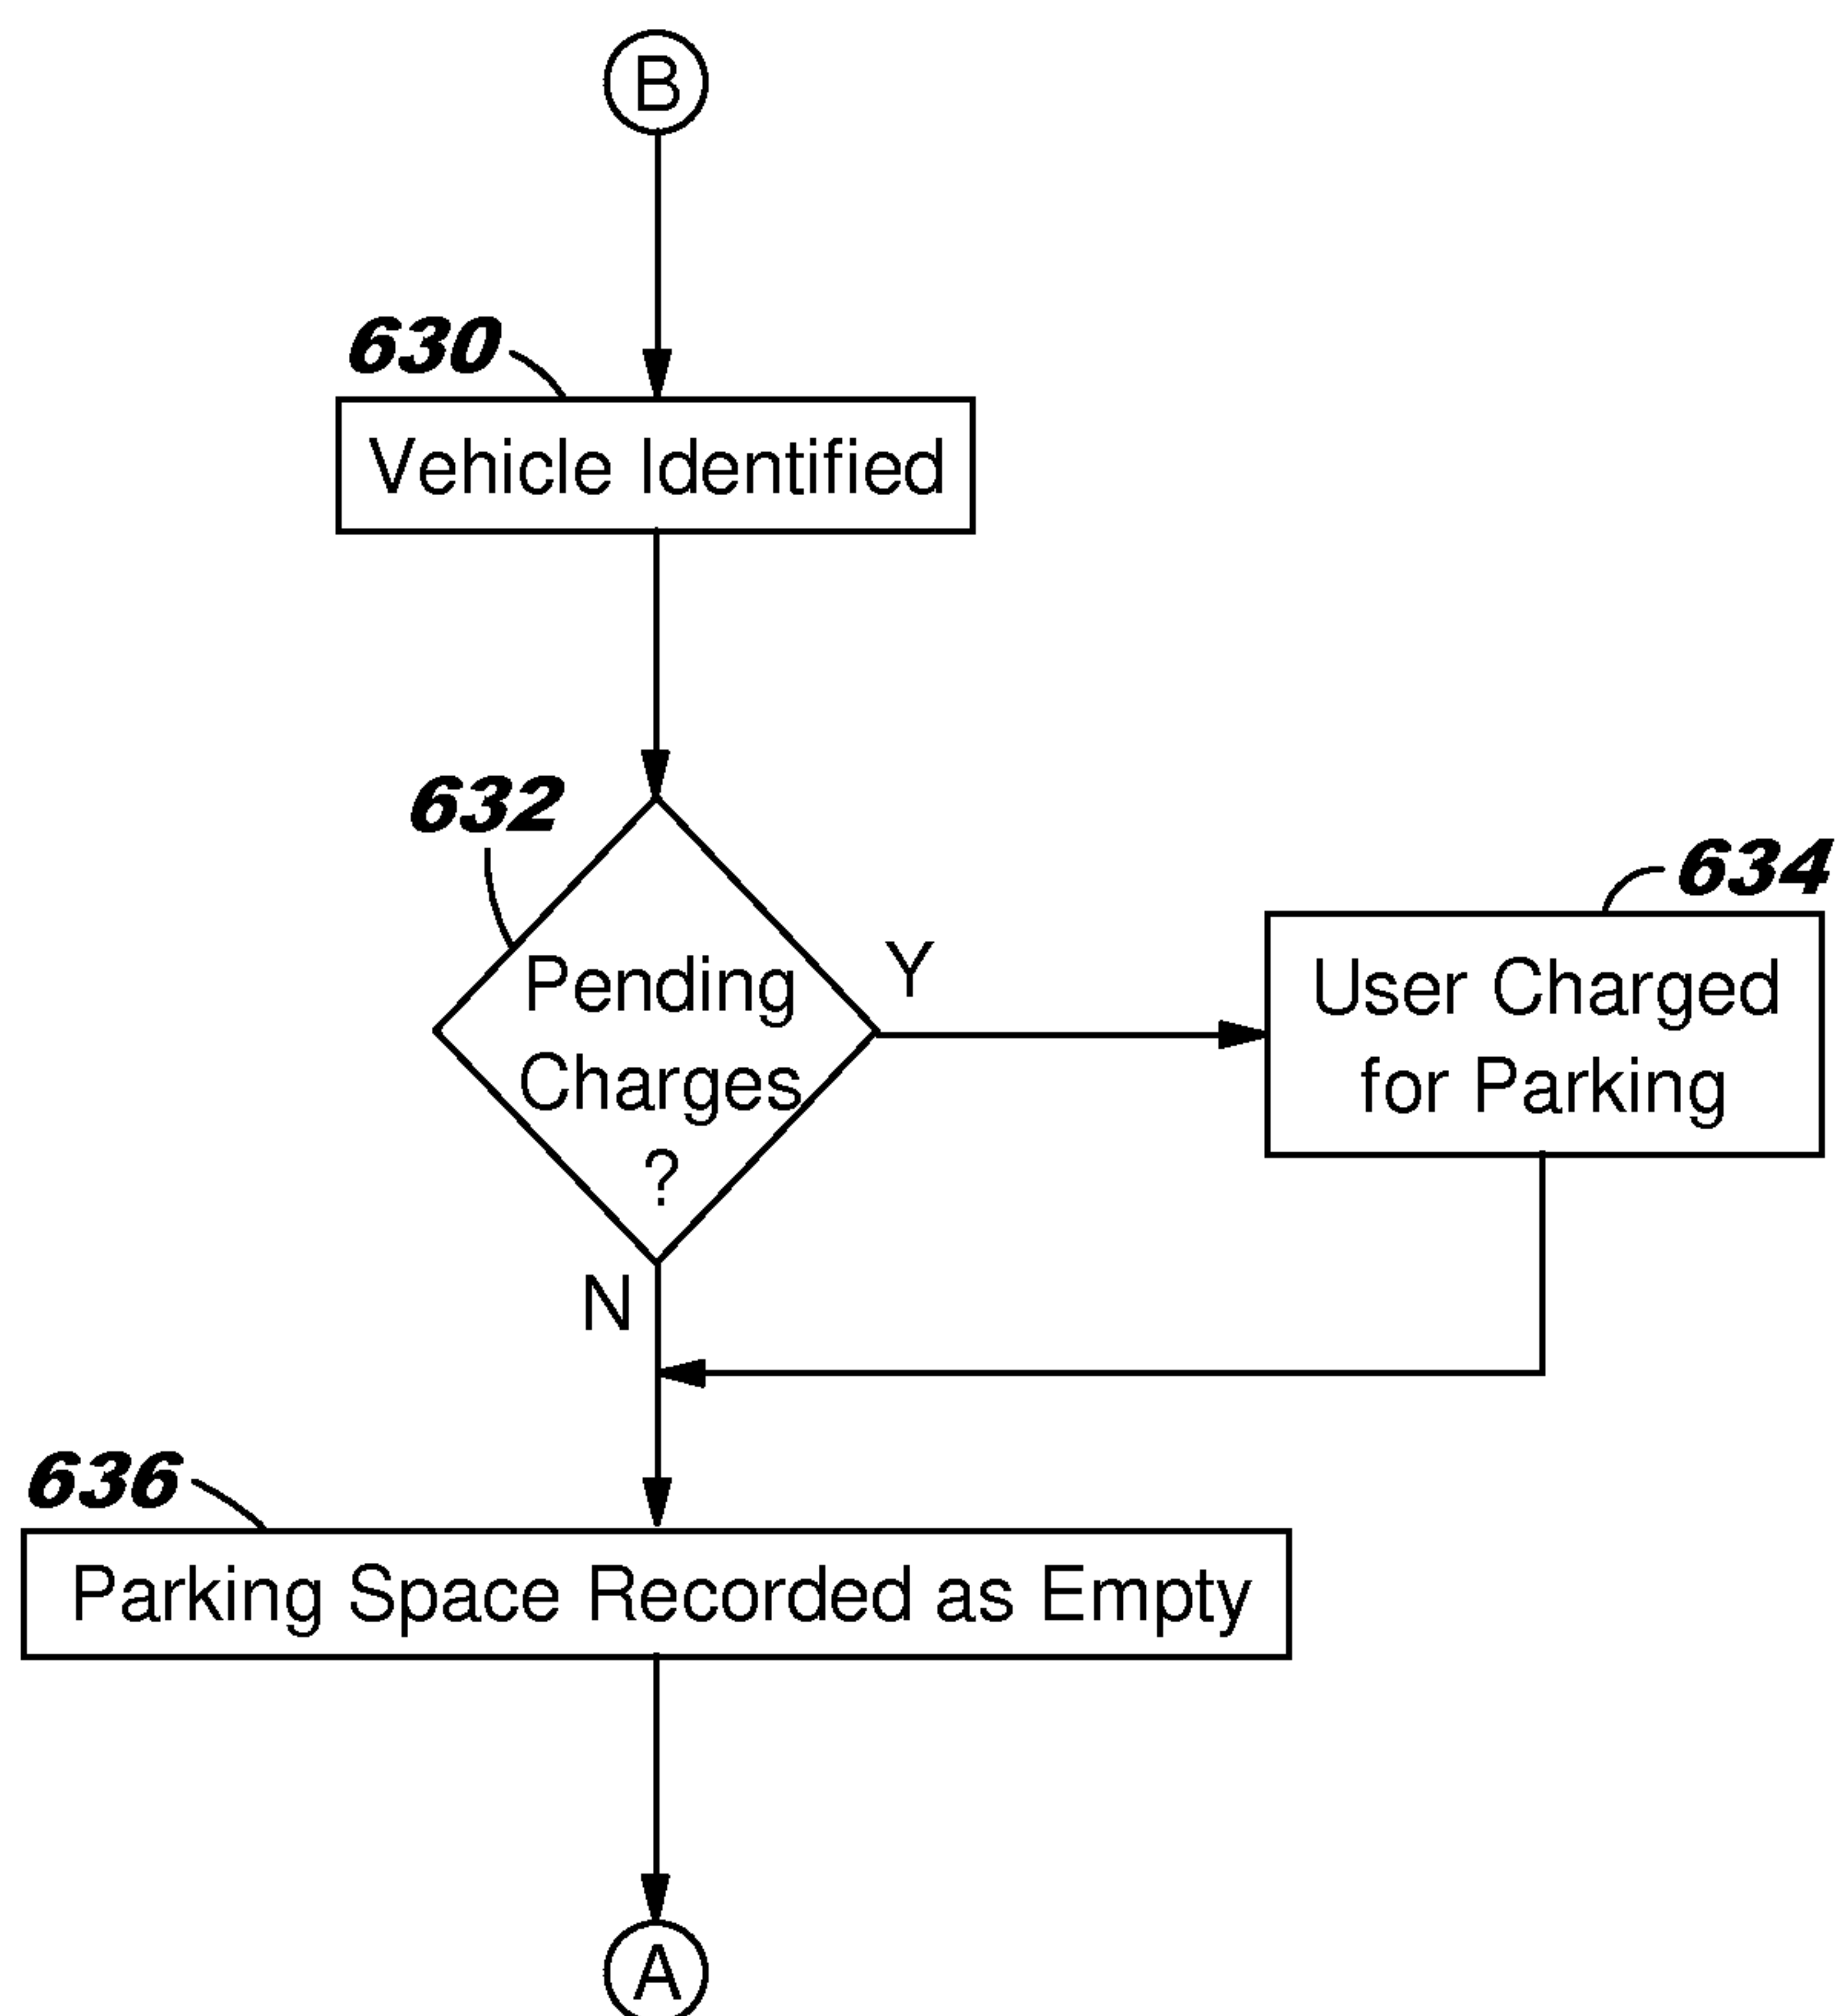 B
630
Vehicle Identified
632
Pending
Charges
?
Y
634
User Charged
for Parking
N
636
Parking Space Recorded as Empty
A